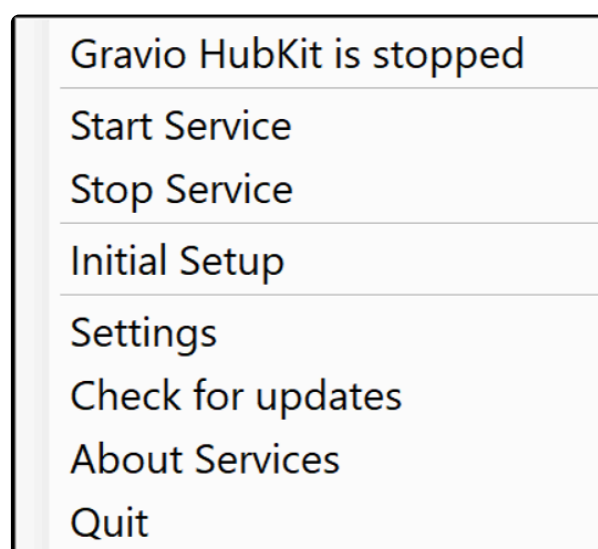 Gravio HubKit is stopped
Start Service
Stop Service
Initial Setup
Settings
Check for updates
About Services
Quit